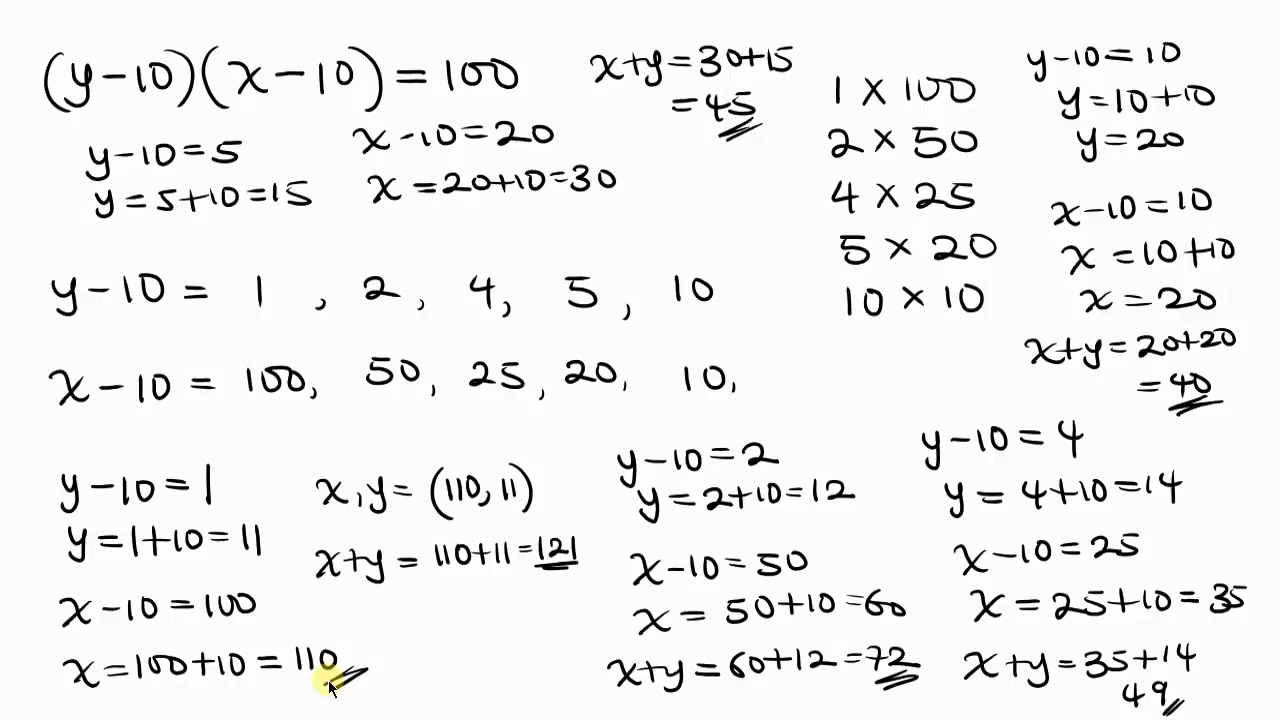 (y-10)(x-10)=100
y-10=5
y=5+10=15
x-10=20
x=20+10=30
x+y=30+15
=45
1 x 100
2 x 50
4 x 25
5 x 20
10 x 10
y-10=10
y=10+10
y=20
x-10=10
x=10+10
x=20
x+y=20+20
=40
y-10= 1, 2, 4, 5, 10
x-10= 100, 50, 25, 20, 10,
y-10=1
y=1+10=11
x-10=100
x=100+10=110
x,y=(110,11)
x+y=110+11=121
y-10=2
y=2+10=12
x-10=50
x=50+10=60
x+y=60+12=72
y-10=4
y=4+10=14
x-10=25
x=25+10=35
x+y=35+14
49